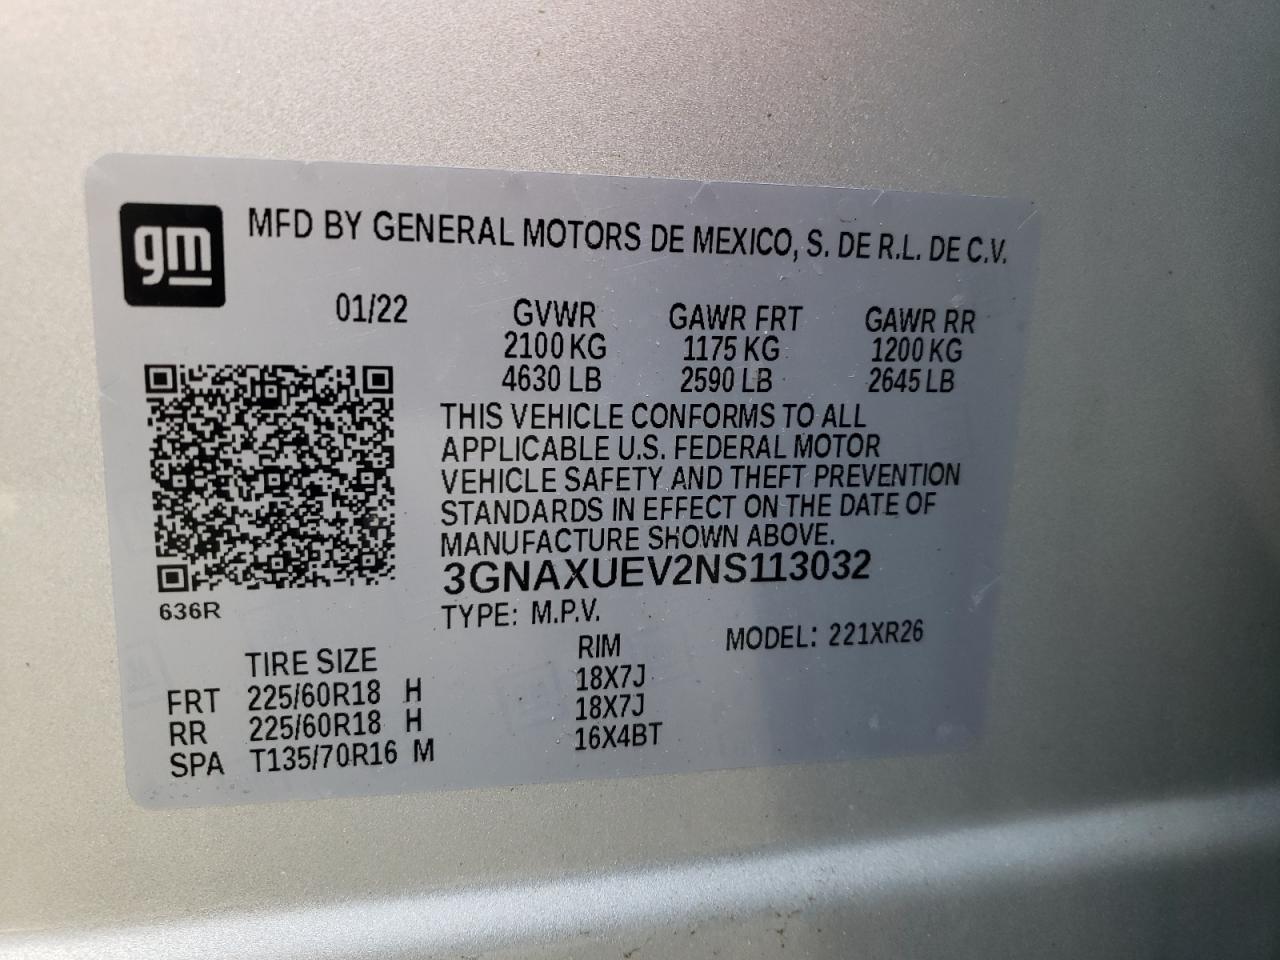 gm
MFD BY GENERAL MOTORS DE MEXICO, S. DE R.L. DE C.V.
01/22 GVWR GAWR FRT GAWR RR
2100 KG 1175 KG 1200 KG
4630 LB 2590 LB 2645 LB
THIS VEHICLE CONFORMS TO ALL
APPLICABLE U.S. FEDERAL MOTOR
VEHICLE SAFETY AND THEFT PREVENTION
STANDARDS IN EFFECT ON THE DATE OF
MANUFACTURE SHOWN ABOVE.
3GNAXUEV2NS113032
636R
TYPE: M.P.V.
MODEL: 221XR26
TIRE SIZE RIM
FRT 225/60R18 H 18X7J
RR 225/60R18 H 18X7J
SPA T135/70R16 M 16X4BT